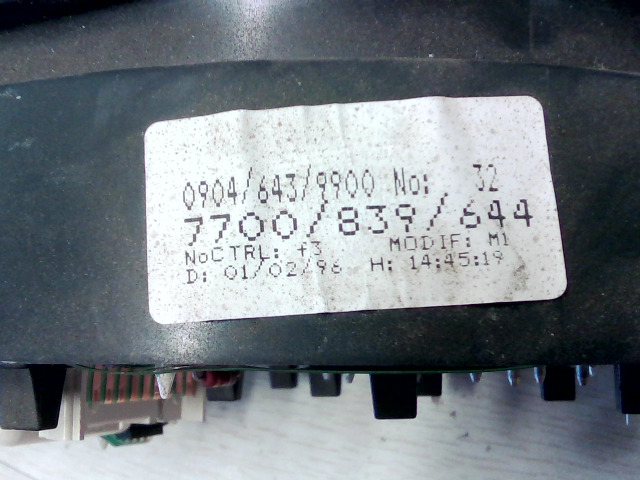 0904/643/9900 No: 32
7700/839/644
NoCTRL: f3 MODIF: M1
D: 01/02/96 H: 14:45:19